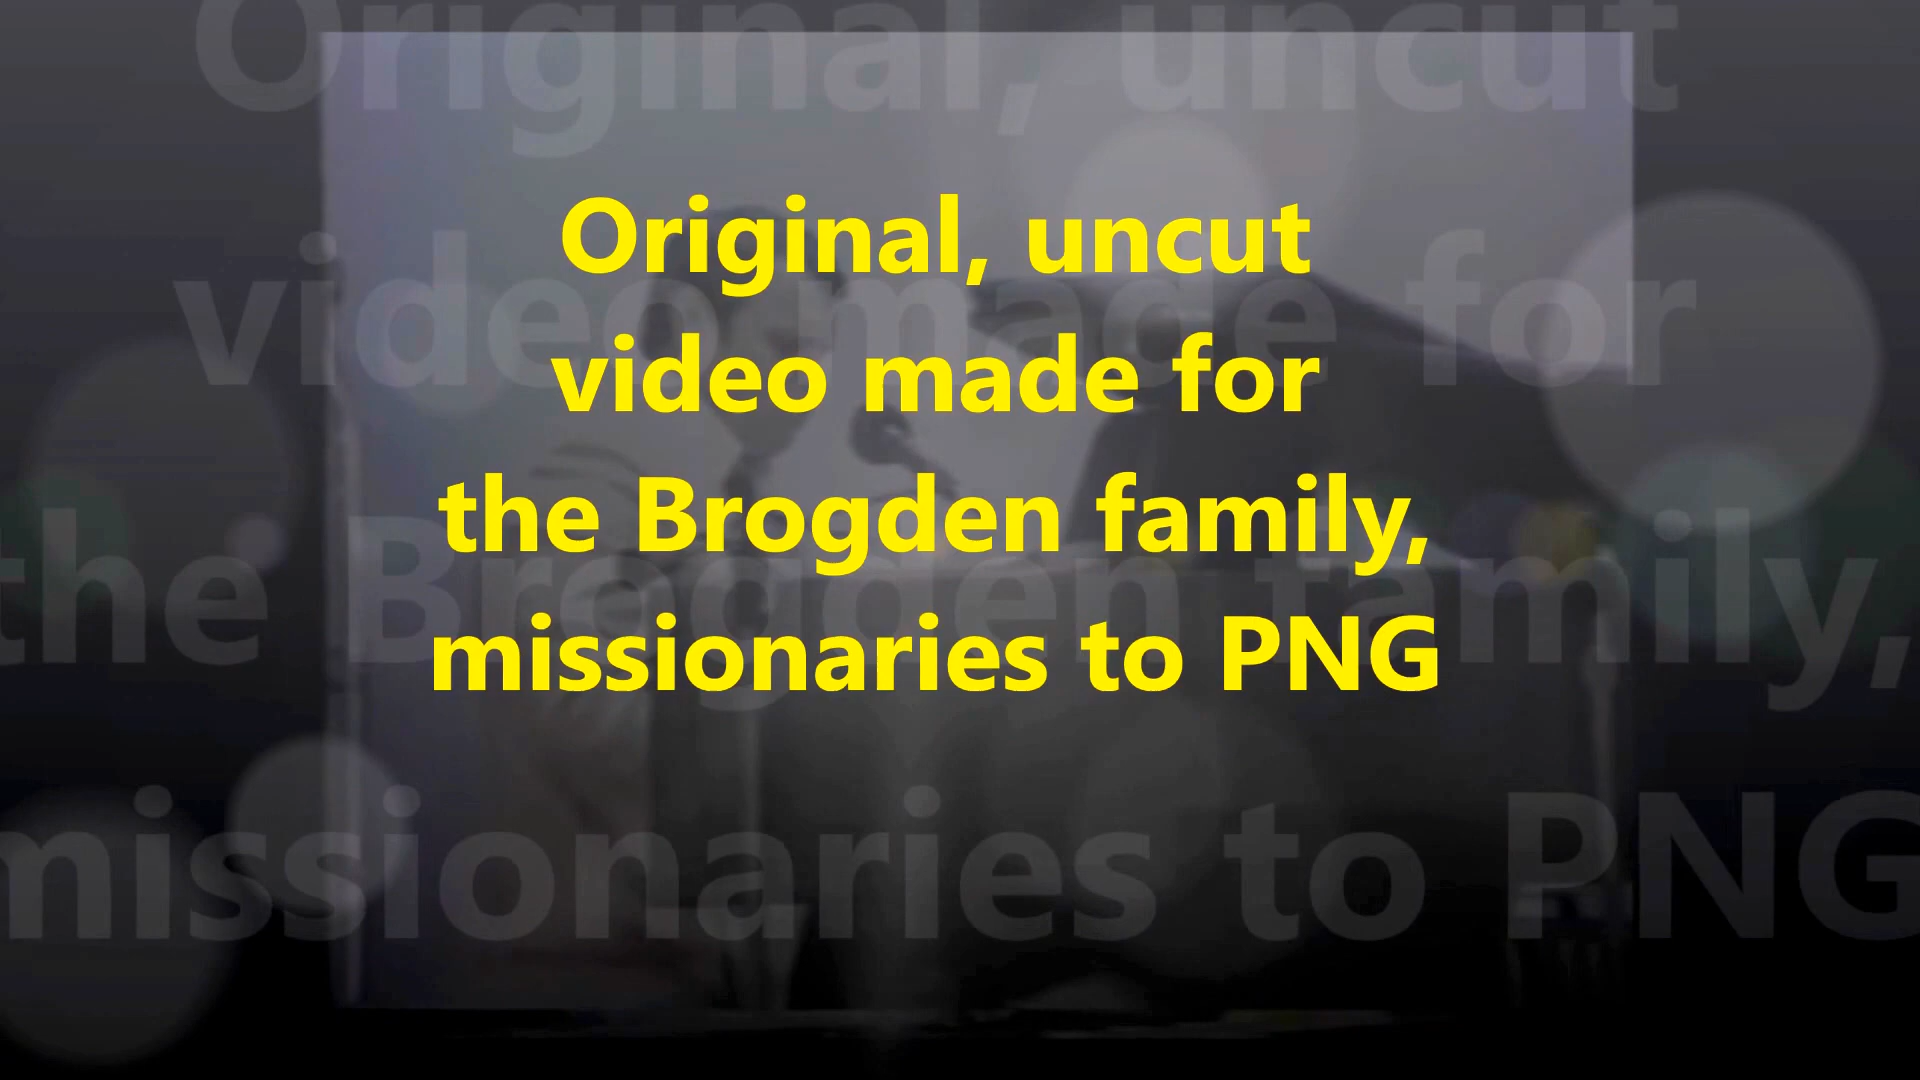 Original, uncut
video made for
the Brogden family,
missionaries to PNG